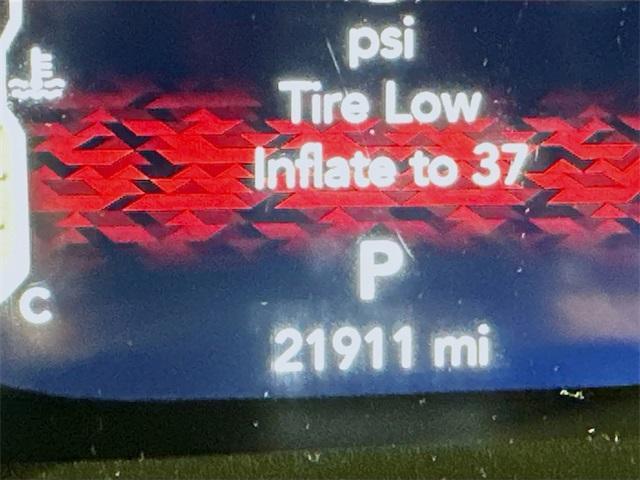 psi
Tire Low
Inflate to 37
P
C
21911 mi